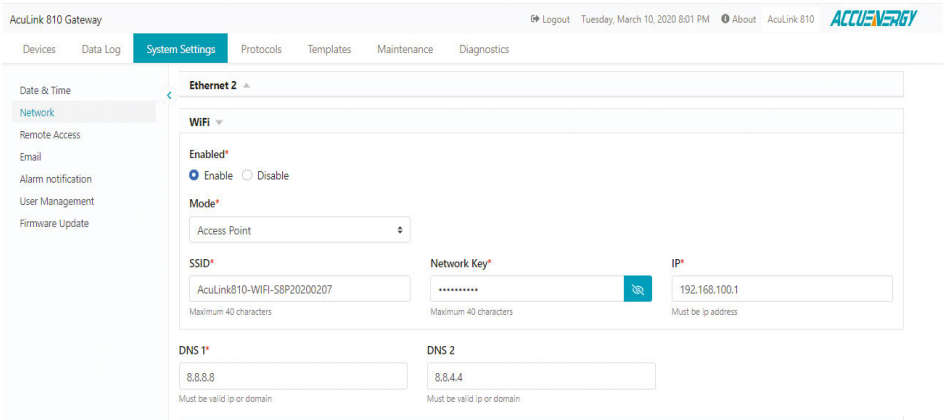 AcuLink 810 Gateway
Logout Tuesday, March 10, 2020 8:01 PM About AcuLink 810 ACCUENERGY
Devices Data Log System Settings Protocols Templates Maintenance Diagnostics
Date & Time
Network
Remote Access
Email
Alarm notification
User Management
Firmware Update
Ethernet 2
WiFi
Enabled*
Enable Disable
Mode*
Access Point
SSID* Network Key* IP*
AcuLink810-WIFI-S8P20200207 •••••••••• 192.168.100.1
Maximum 40 characters Maximum 40 characters Must be ip address
DNS 1* DNS 2
8.8.8.8 8.8.4.4
Must be valid ip or domain Must be valid ip or domain